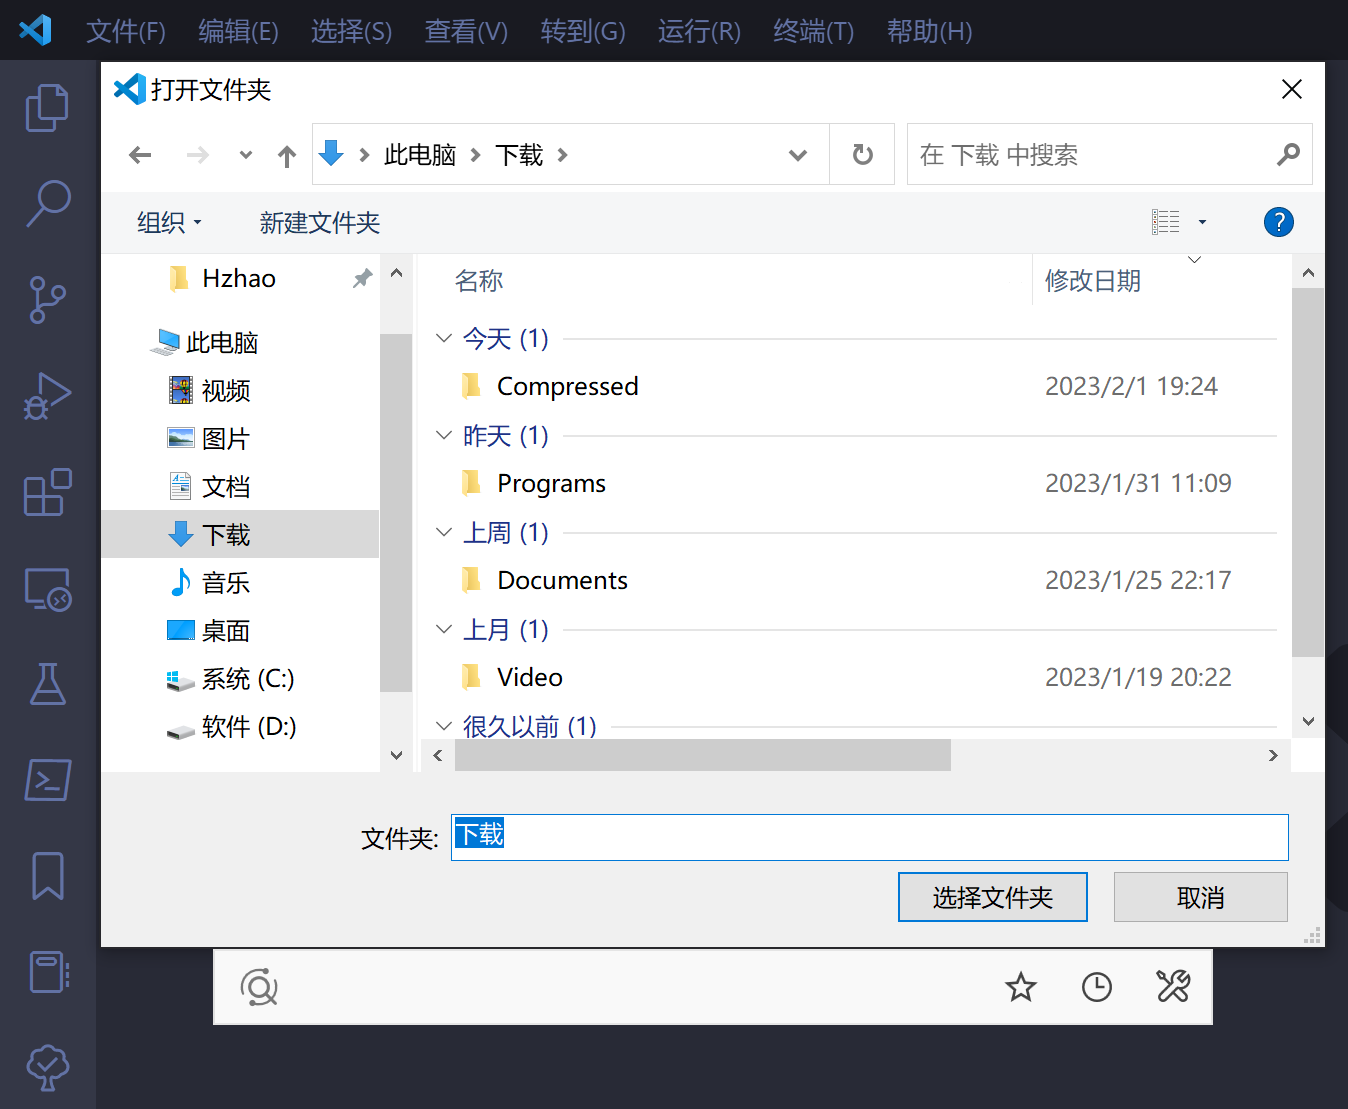 文件(F) 编辑(E) 选择(S) 查看(V) 转到(G) 运行(R) 终端(T) 帮助(H)
打开文件夹
此电脑 下载
在 下载 中搜索
组织 新建文件夹
Hzhao
此电脑
视频
图片
文档
下载
音乐
桌面
系统 (C:)
软件 (D:)
名称 修改日期
今天 (1)
Compressed 2023/2/1 19:24
昨天 (1)
Programs 2023/1/31 11:09
上周 (1)
Documents 2023/1/25 22:17
上月 (1)
Video 2023/1/19 20:22
很久以前 (1)
文件夹: 下载
选择文件夹 取消